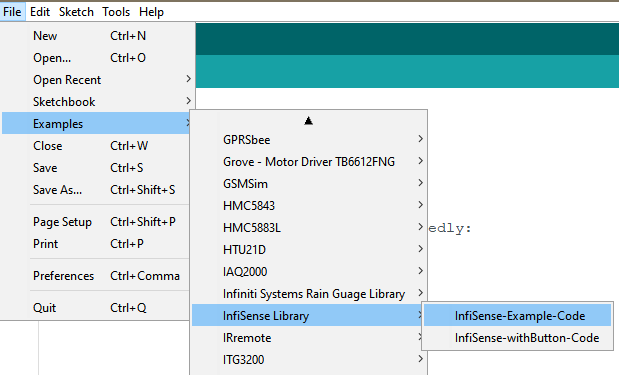 File Edit Sketch Tools Help
New Ctrl+N
Open... Ctrl+O
Open Recent
Sketchbook
Examples
Close Ctrl+W
Save Ctrl+S
Save As... Ctrl+Shift+S
Page Setup Ctrl+Shift+P
Print Ctrl+P
Preferences Ctrl+Comma
Quit Ctrl+Q
GPRSbee
Grove - Motor Driver TB6612FNG
GSMSim
HMC5843
HMC5883L
HTU21D
IAQ2000
Infiniti Systems Rain Guage Library
InfiSense Library
IRremote
ITG3200
edly:
InfiSense-Example-Code
InfiSense-withButton-Code